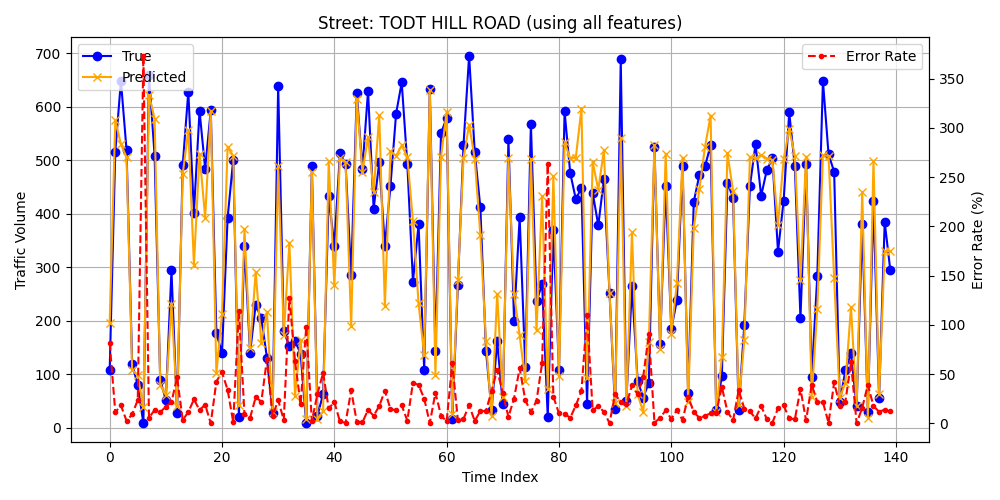 Street: TODT HILL ROAD (using all features)
True
Predicted
Error Rate
Traffic Volume
700
600
500
400
300
200
100
0
350
300
250
200
150
100
50
0
Error Rate (%)
0 20 40 60 80 100 120 140
Time Index